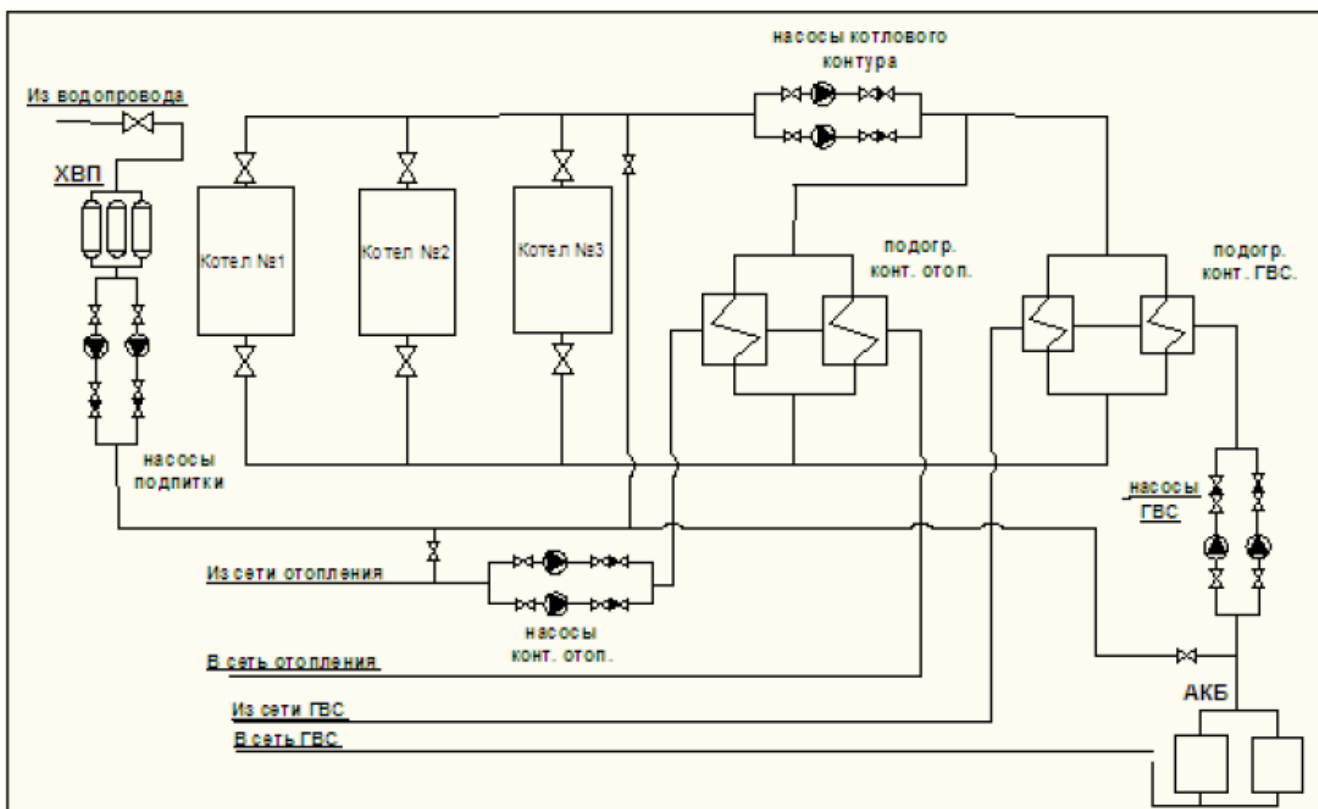 насосы котлового
контура
Из водопровода
ХВП
Котел №1
Котел №2
Котел №3
подогр.
конт. отоп.
подогр.
конт. ГВС.
насосы
подпитки
насосы
ГВС
Из сети отопления
насосы
конт. отоп.
В сеть отопления
АКБ
Из сети ГВС
В сеть ГВС